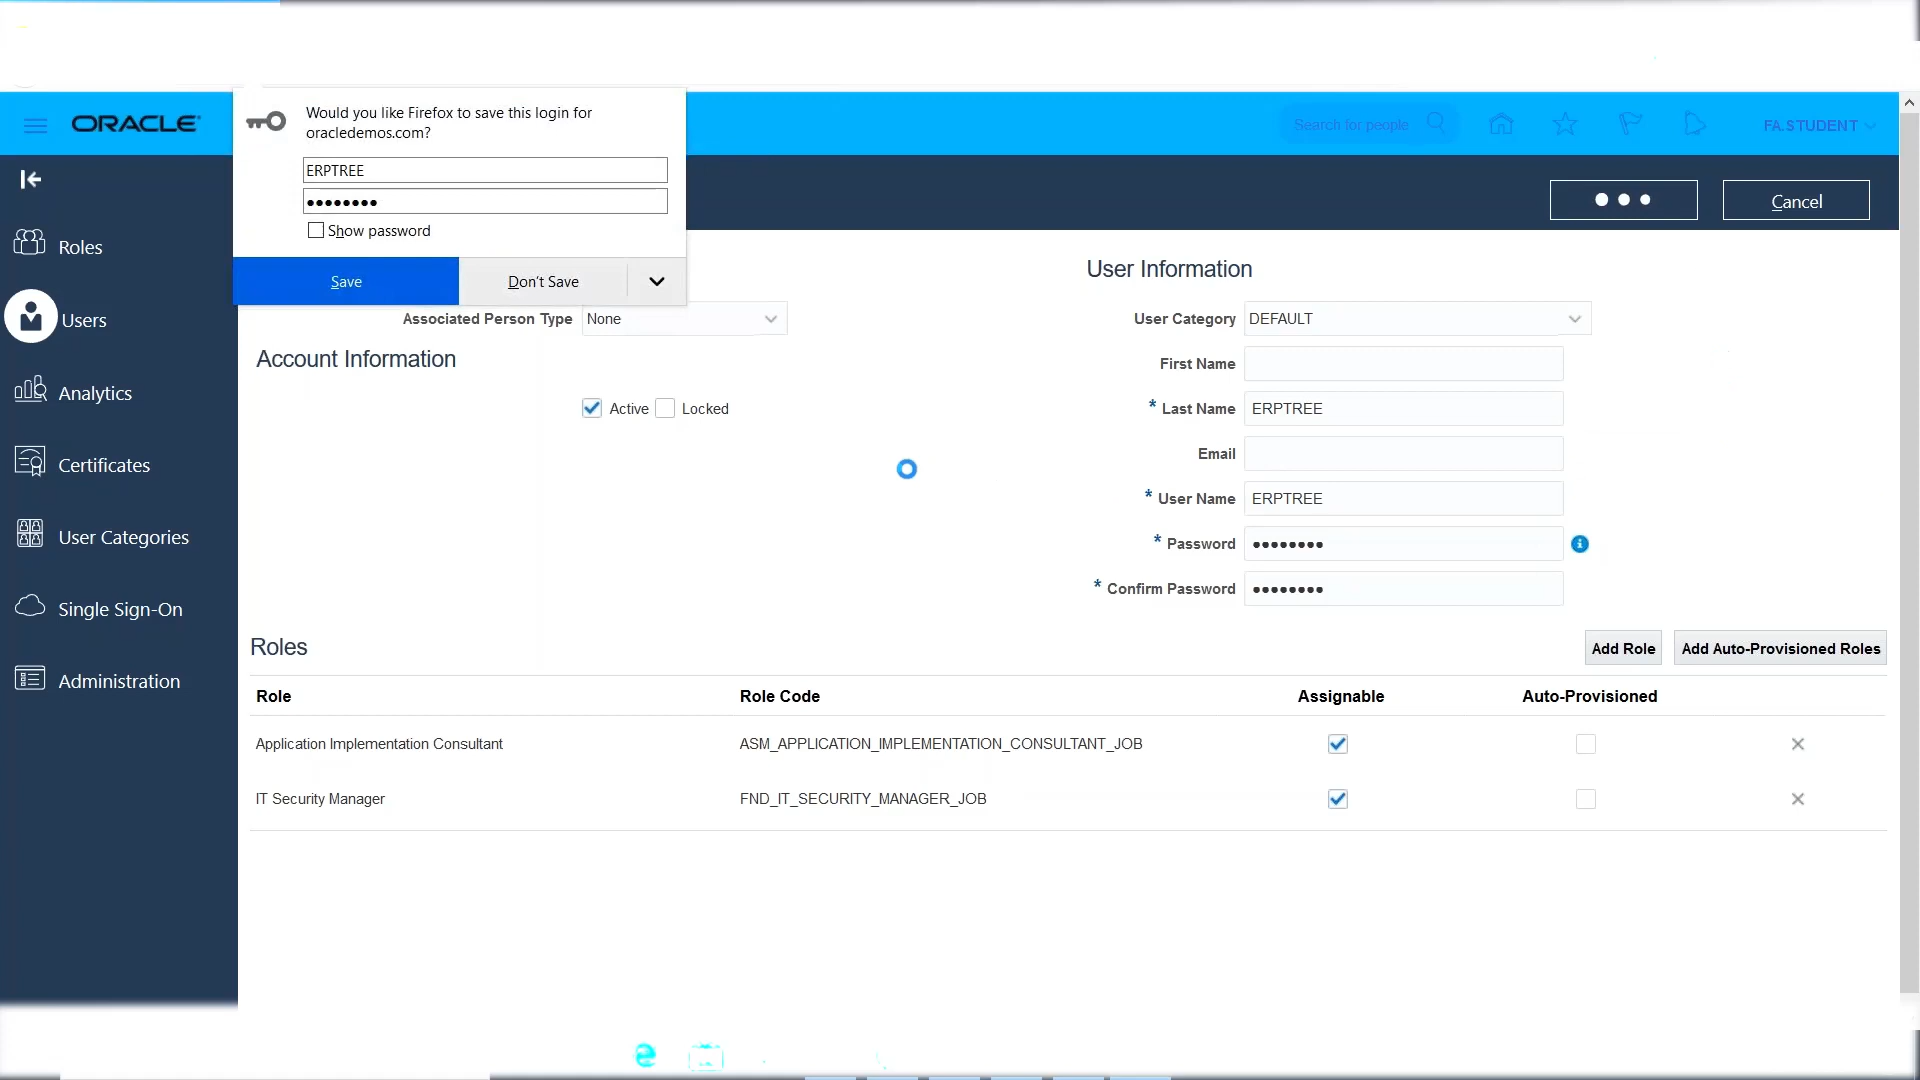 ORACLE
Would you like Firefox to save this login for
oracledemos.com?
ERPTREE
••••••••
Show password
Save
Don't Save
Search for people
FA.STUDENT
Cancel
Roles
Users
Analytics
Certificates
User Categories
Single Sign-On
Administration
Associated Person Type
None
Account Information
Active
Locked
User Information
User Category
DEFAULT
First Name
* Last Name
ERPTREE
Email
* User Name
ERPTREE
* Password
••••••••
* Confirm Password
••••••••
Roles
Add Role
Add Auto-Provisioned Roles
Role
Role Code
Assignable
Auto-Provisioned
Application Implementation Consultant
ASM_APPLICATION_IMPLEMENTATION_CONSULTANT_JOB
IT Security Manager
FND_IT_SECURITY_MANAGER_JOB